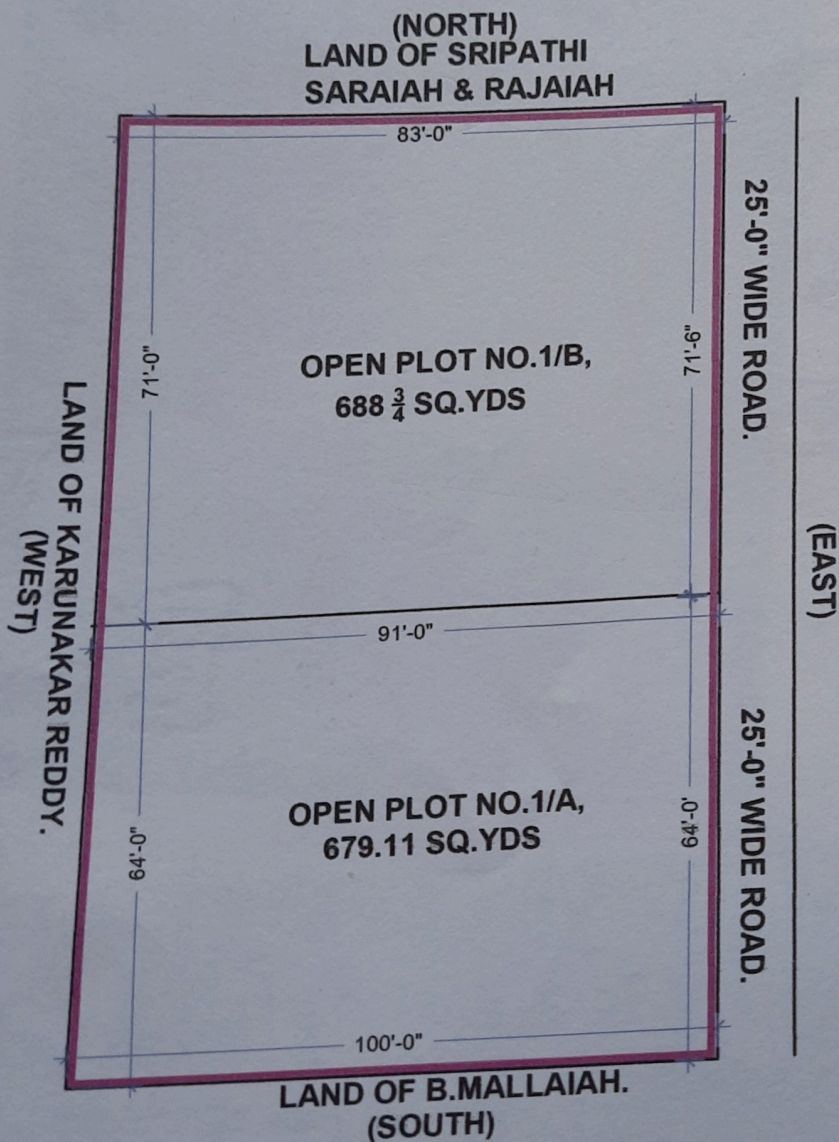 (NORTH)
LAND OF SRIPATHI
SARAIAH & RAJAIAH
83'-0"
25'-0" WIDE ROAD.
71'-0"
71'-6"
OPEN PLOT NO.1/B,
688 3/4 SQ.YDS
LAND OF KARUNAKAR REDDY.
(WEST)
(EAST)
91'-0"
25'-0" WIDE ROAD.
OPEN PLOT NO.1/A,
679.11 SQ.YDS
64'-0"
64'-0'
100'-0"
LAND OF B.MALLAIAH.
(SOUTH)